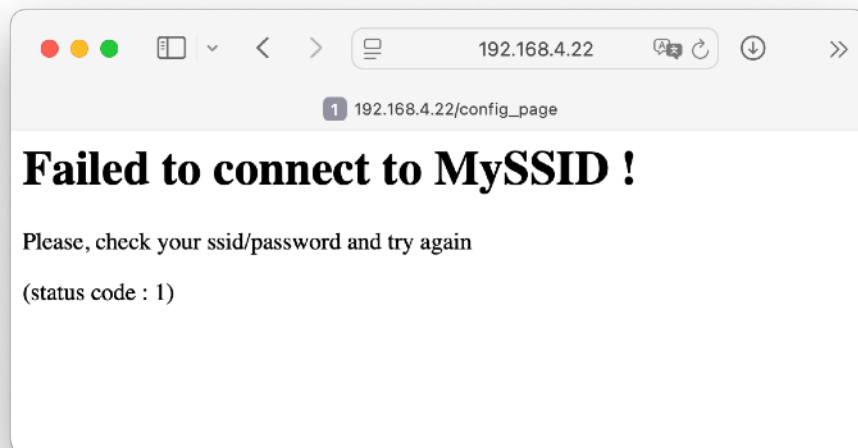 192.168.4.22
1 192.168.4.22/config_page
Failed to connect to MySSID !
Please, check your ssid/password and try again
(status code : 1)